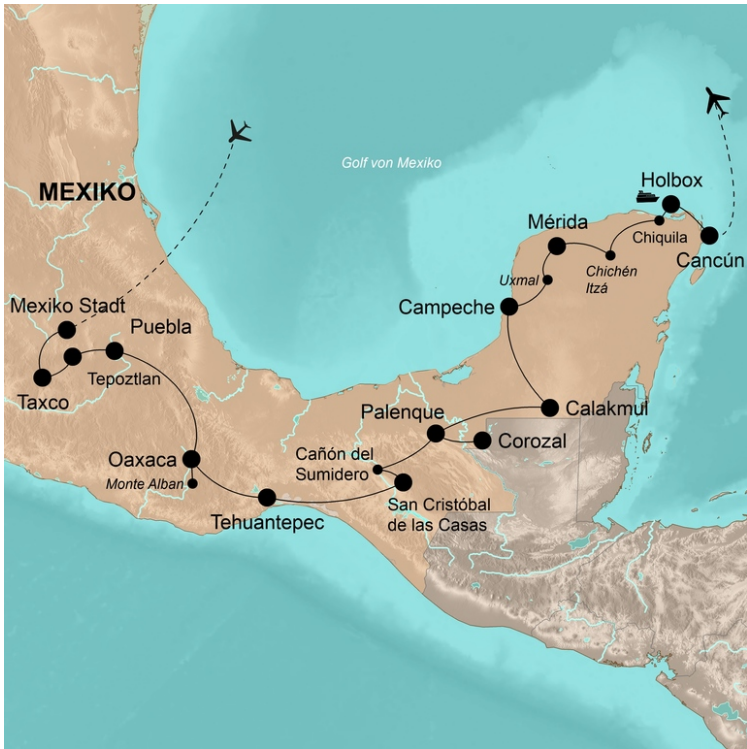 Golf von Mexiko
MEXIKO
Holbox
Mérida
Chiquila
Cancún
Uxmal
Chichén
Itzá
Campeche
Mexiko Stadt
Puebla
Tepoztlan
Taxco
Palenque
Calakmul
Corozal
Oaxaca
Cañón del
Sumidero
Monte Alban
San Cristóbal
de las Casas
Tehuantepec